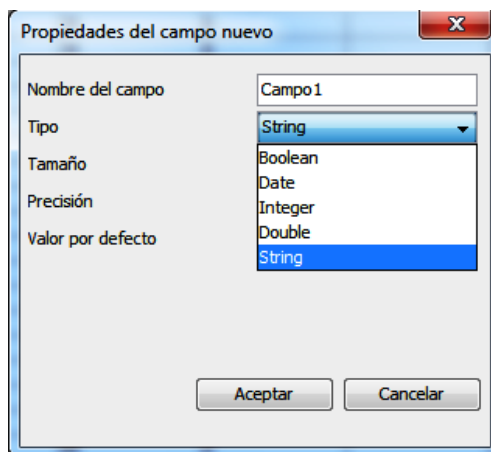 Propiedades del campo nuevo
X
Nombre del campo
Campo1
Tipo
String
Tamaño
Boolean
Date
Precisión
Integer
Valor por defecto
Double
String
Aceptar
Cancelar